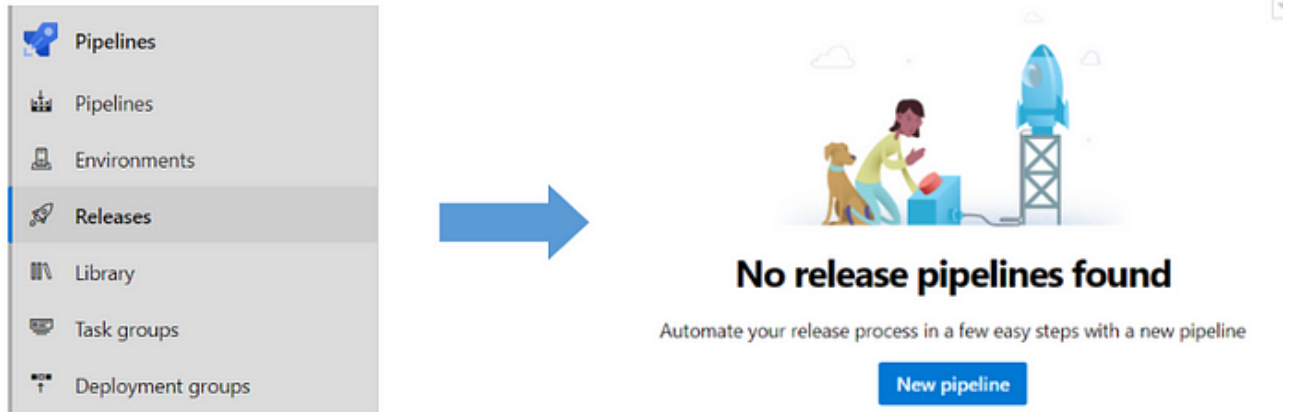 Pipelines
Pipelines
Environments
Releases
Library
Task groups
Deployment groups
No release pipelines found
Automate your release process in a few easy steps with a new pipeline
New pipeline